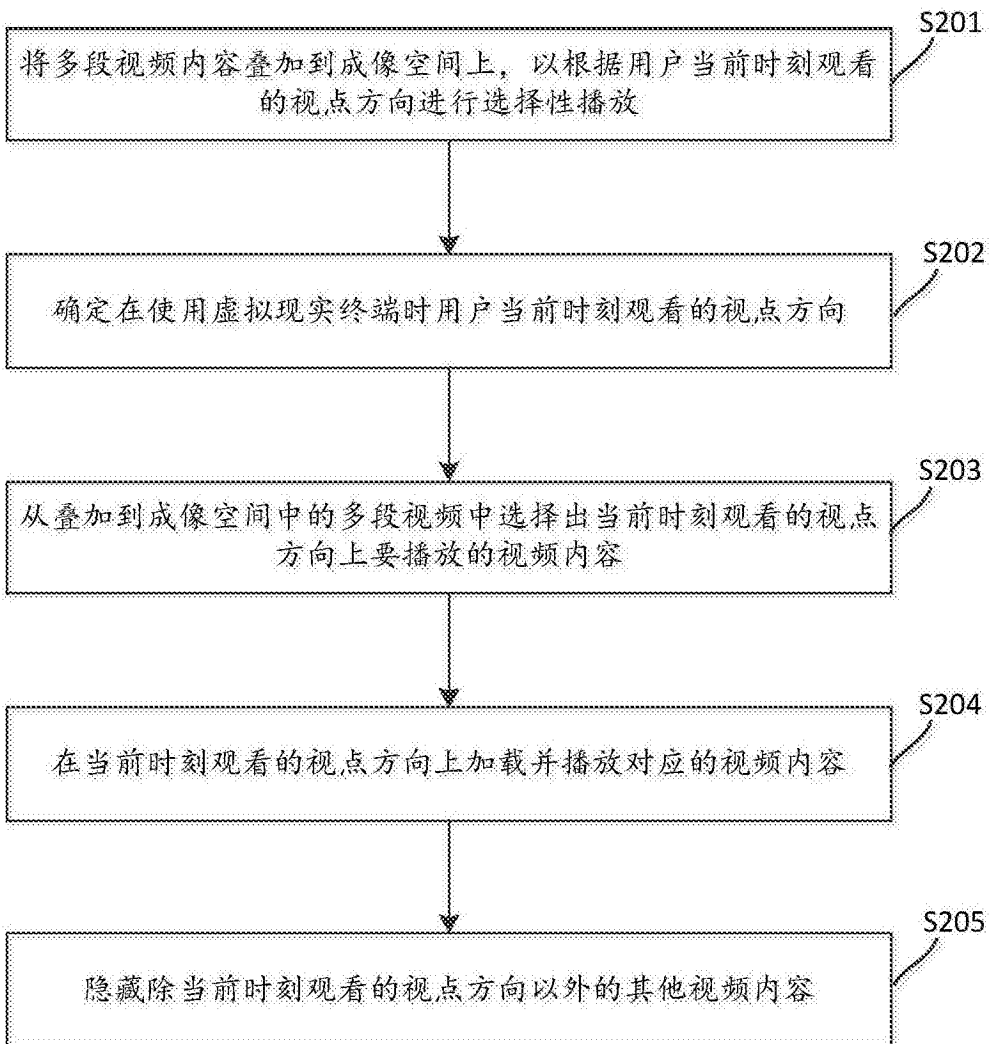 S201
将多段视频内容叠加到成像空间上，以根据用户当前时刻观看
的视点方向进行选择性播放
S202
确定在使用虚拟现实终端时用户当前时刻观看的视点方向
S203
从叠加到成像空间中的多段视频中选择出当前时刻观看的视点
方向上要播放的视频内容
S204
在当前时刻观看的视点方向上加载并播放对应的视频内容
S205
隐藏除当前时刻观看的视点方向以外的其他视频内容